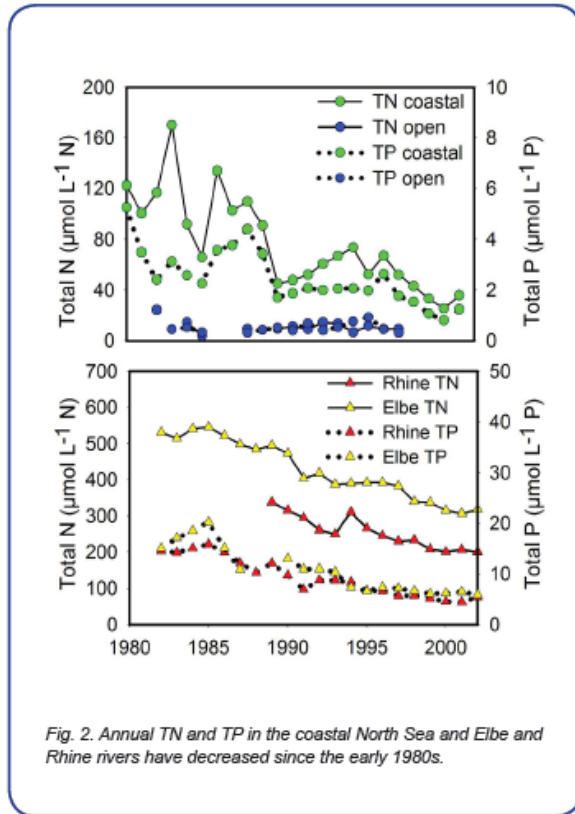 200
160
120
80
40
0
Total N (µmol L⁻¹ N)
10
8
6
4
2
0
Total P (µmol L⁻¹ P)
TN coastal
TN open
TP coastal
TP open
700
600
500
400
300
200
100
0
Total N (µmol L⁻¹ N)
50
40
30
20
10
0
Total P (µmol L⁻¹ P)
Rhine TN
Elbe TN
Rhine TP
Elbe TP
1980 1985 1990 1995 2000
Fig. 2. Annual TN and TP in the coastal North Sea and Elbe and
Rhine rivers have decreased since the early 1980s.